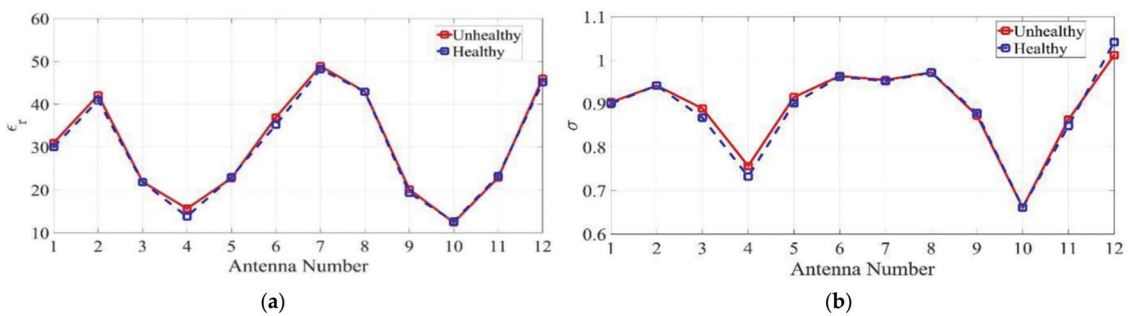 60
50
40
30
20
10
ϵr
Unhealthy
Healthy
1 2 3 4 5 6 7 8 9 10 11 12
Antenna Number
(a)
1.1
1
0.9
0.8
0.7
0.6
σ
Unhealthy
Healthy
1 2 3 4 5 6 7 8 9 10 11 12
Antenna Number
(b)